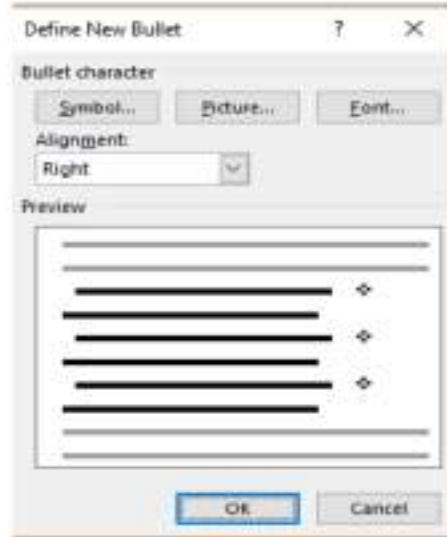 Define New Bullet ? ✕
Bullet character
Symbol... Picture... Font...
Alignment:
Right
Preview
OK Cancel